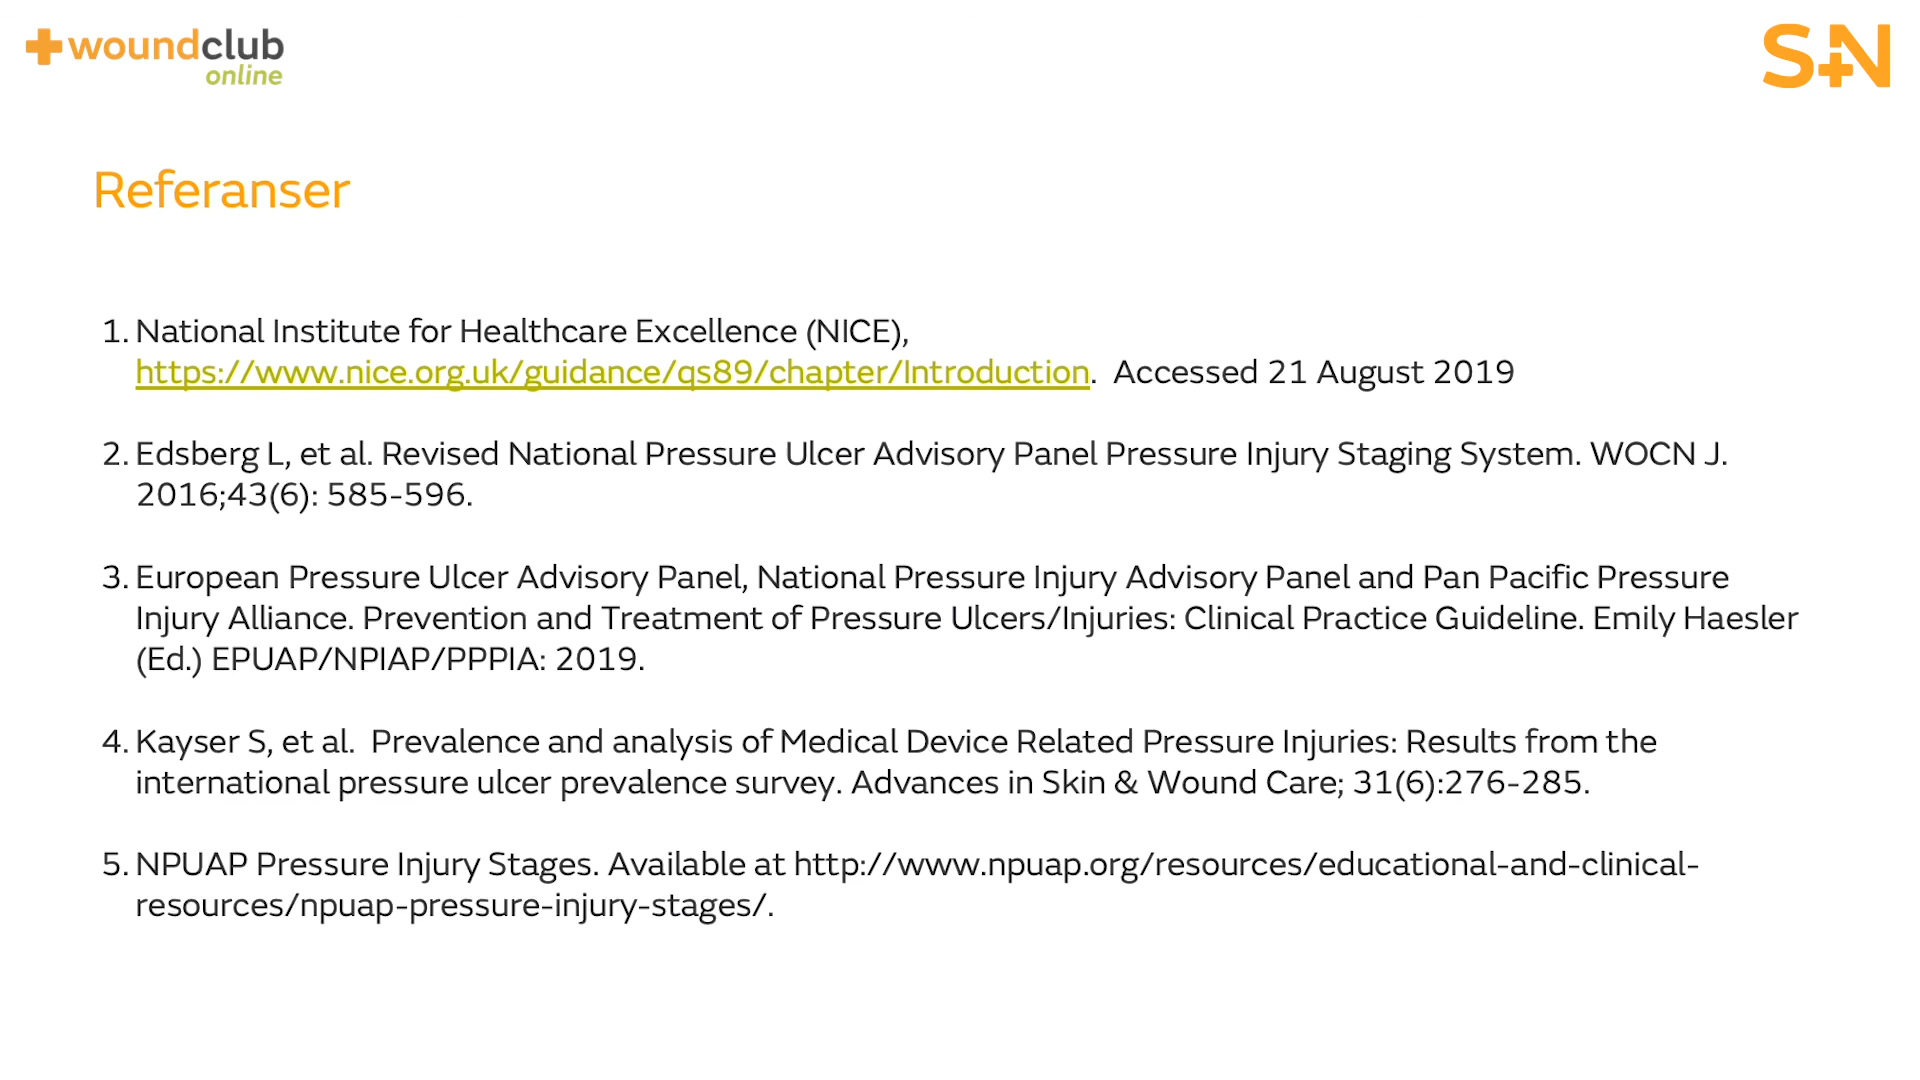 woundclub
online
S+N
Referanser
1. National Institute for Healthcare Excellence (NICE),
https://www.nice.org.uk/guidance/qs89/chapter/Introduction.  Accessed 21 August 2019
2. Edsberg L, et al. Revised National Pressure Ulcer Advisory Panel Pressure Injury Staging System. WOCN J.
2016;43(6): 585-596.
3. European Pressure Ulcer Advisory Panel, National Pressure Injury Advisory Panel and Pan Pacific Pressure
Injury Alliance. Prevention and Treatment of Pressure Ulcers/Injuries: Clinical Practice Guideline. Emily Haesler
(Ed.) EPUAP/NPIAP/PPPIA: 2019.
4. Kayser S, et al.  Prevalence and analysis of Medical Device Related Pressure Injuries: Results from the
international pressure ulcer prevalence survey. Advances in Skin & Wound Care; 31(6):276-285.
5. NPUAP Pressure Injury Stages. Available at http://www.npuap.org/resources/educational-and-clinical-
resources/npuap-pressure-injury-stages/.